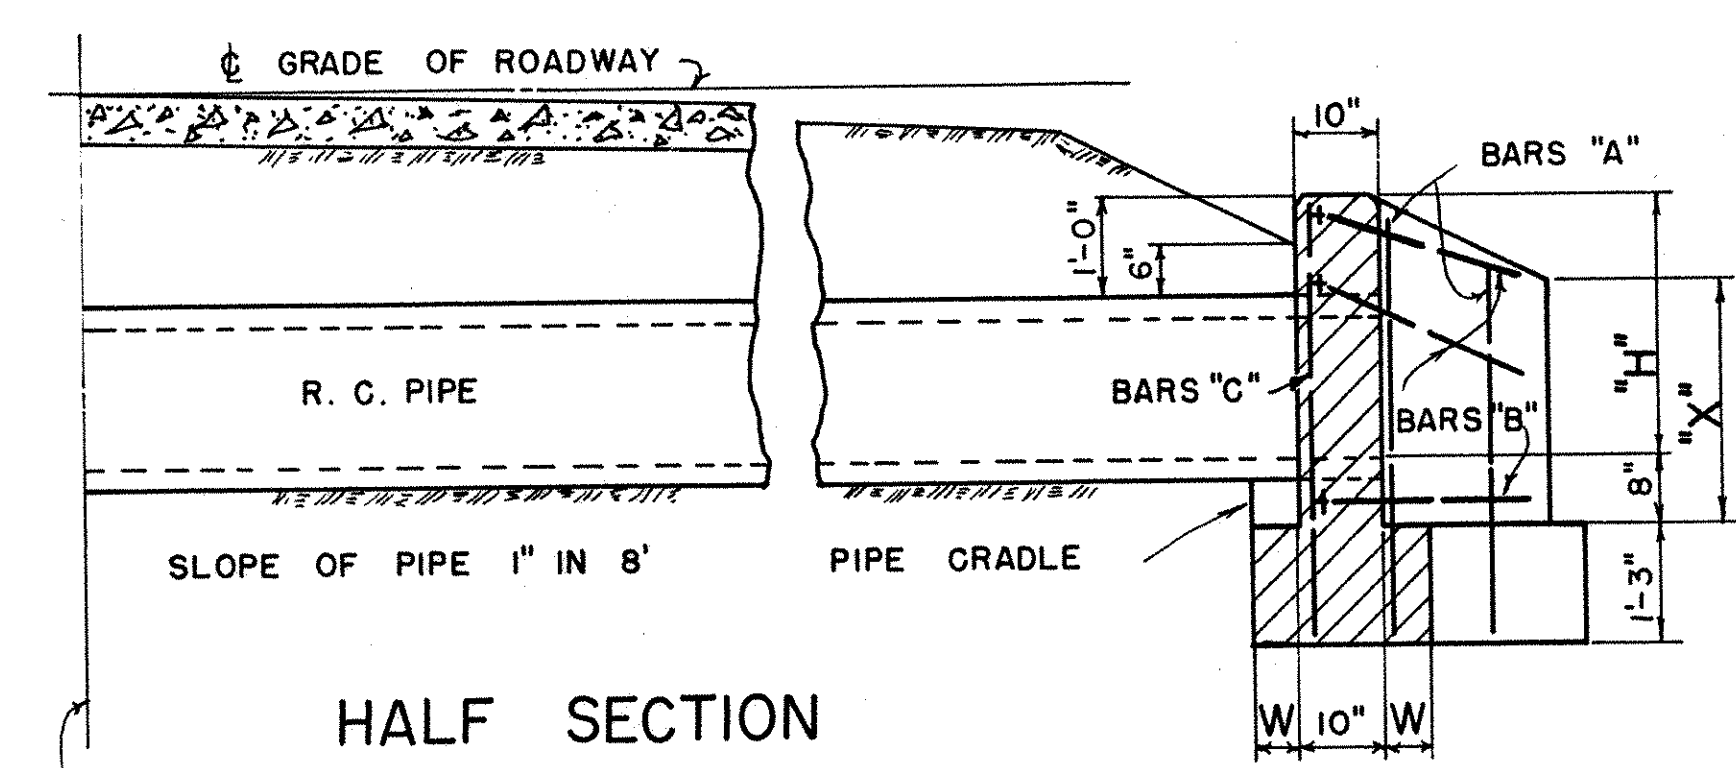 ℄ GRADE OF ROADWAY
10"
BARS "A"
1'-0"
6"
R. C. PIPE
BARS "C"
BARS "B"
"H"
"X"
8"
SLOPE OF PIPE 1" IN 8'
PIPE CRADLE
1'-3"
HALF SECTION
W 10" W